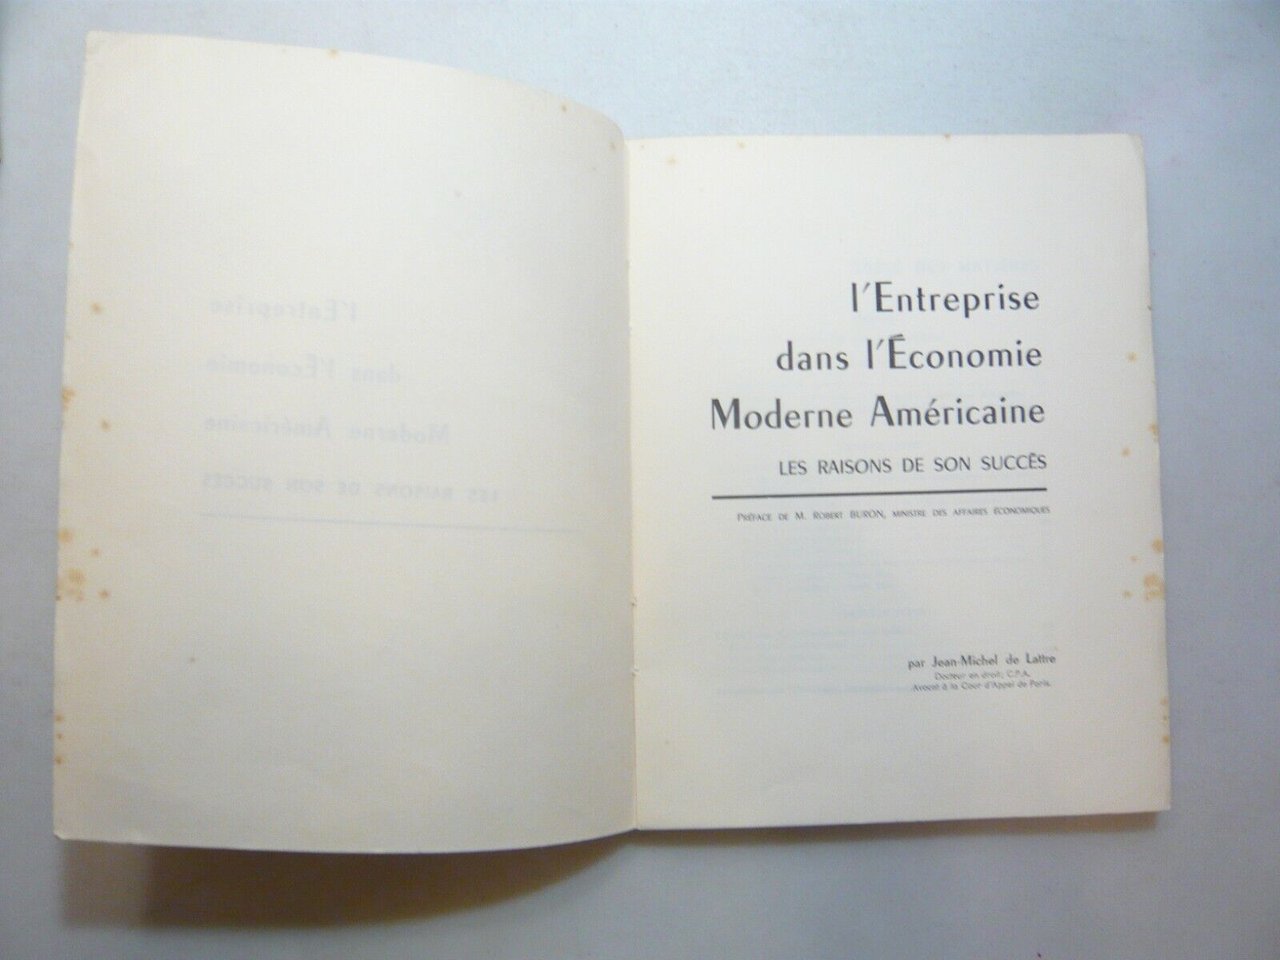 l'Entreprise
dans l'Économie
Moderne Américaine
LES RAISONS DE SON SUCCÈS
PRÉFACE DE M. ROBERT BURON, MINISTRE DES AFFAIRES ÉCONOMIQUES
par Jean-Michel de Lattre
Docteur en droit; C.P.A.
Avocat à la Cour d'Appel de Paris.